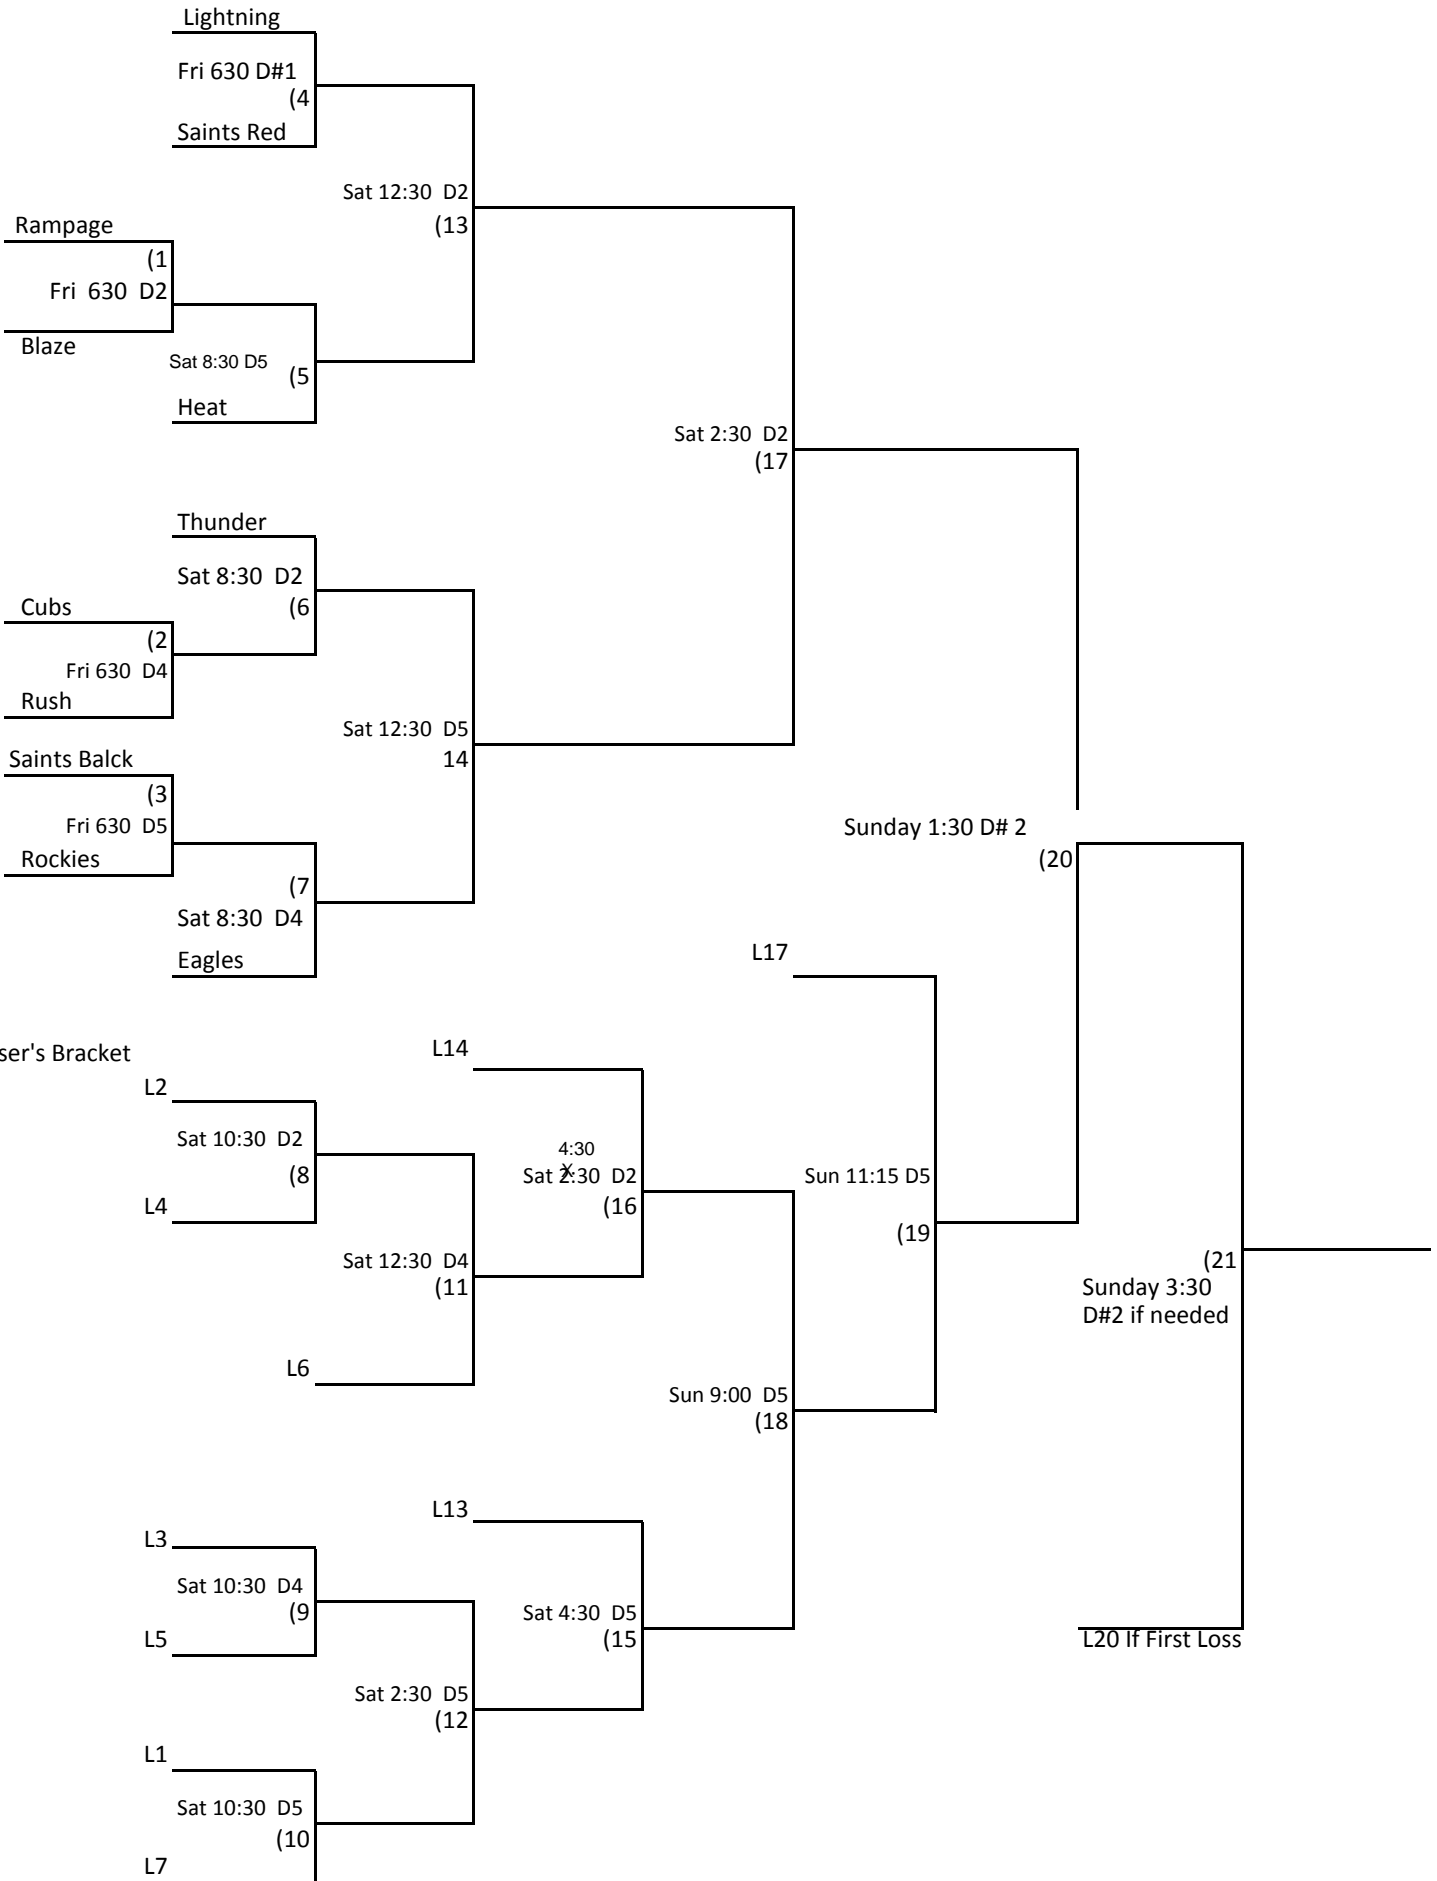 Lightning
Fri 630 D#1
(4
Saints Red
Sat 12:30 D2
(13
Rampage
(1
Fri 630 D2
Blaze
Sat 8:30 D5
(5
Heat
Sat 2:30 D2
(17
Thunder
Sat 8:30 D2
(6
Cubs
(2
Fri 630 D4
Rush
Sat 12:30 D5
14
Saints Balck
(3
Fri 630 D5
Rockies
Sunday 1:30 D# 2
(20
(7
Sat 8:30 D4
Eagles
L17
ser's Bracket
L14
L2
Sat 10:30 D2
(8
L4
4:30
X
Sat 2:30 D2
(16
Sun 11:15 D5
(19
Sat 12:30 D4
(11
(21
Sunday 3:30
D#2 if needed
L6
Sun 9:00 D5
(18
L13
L3
Sat 10:30 D4
(9
L5
Sat 4:30 D5
(15
L20 If First Loss
Sat 2:30 D5
(12
L1
Sat 10:30 D5
(10
L7